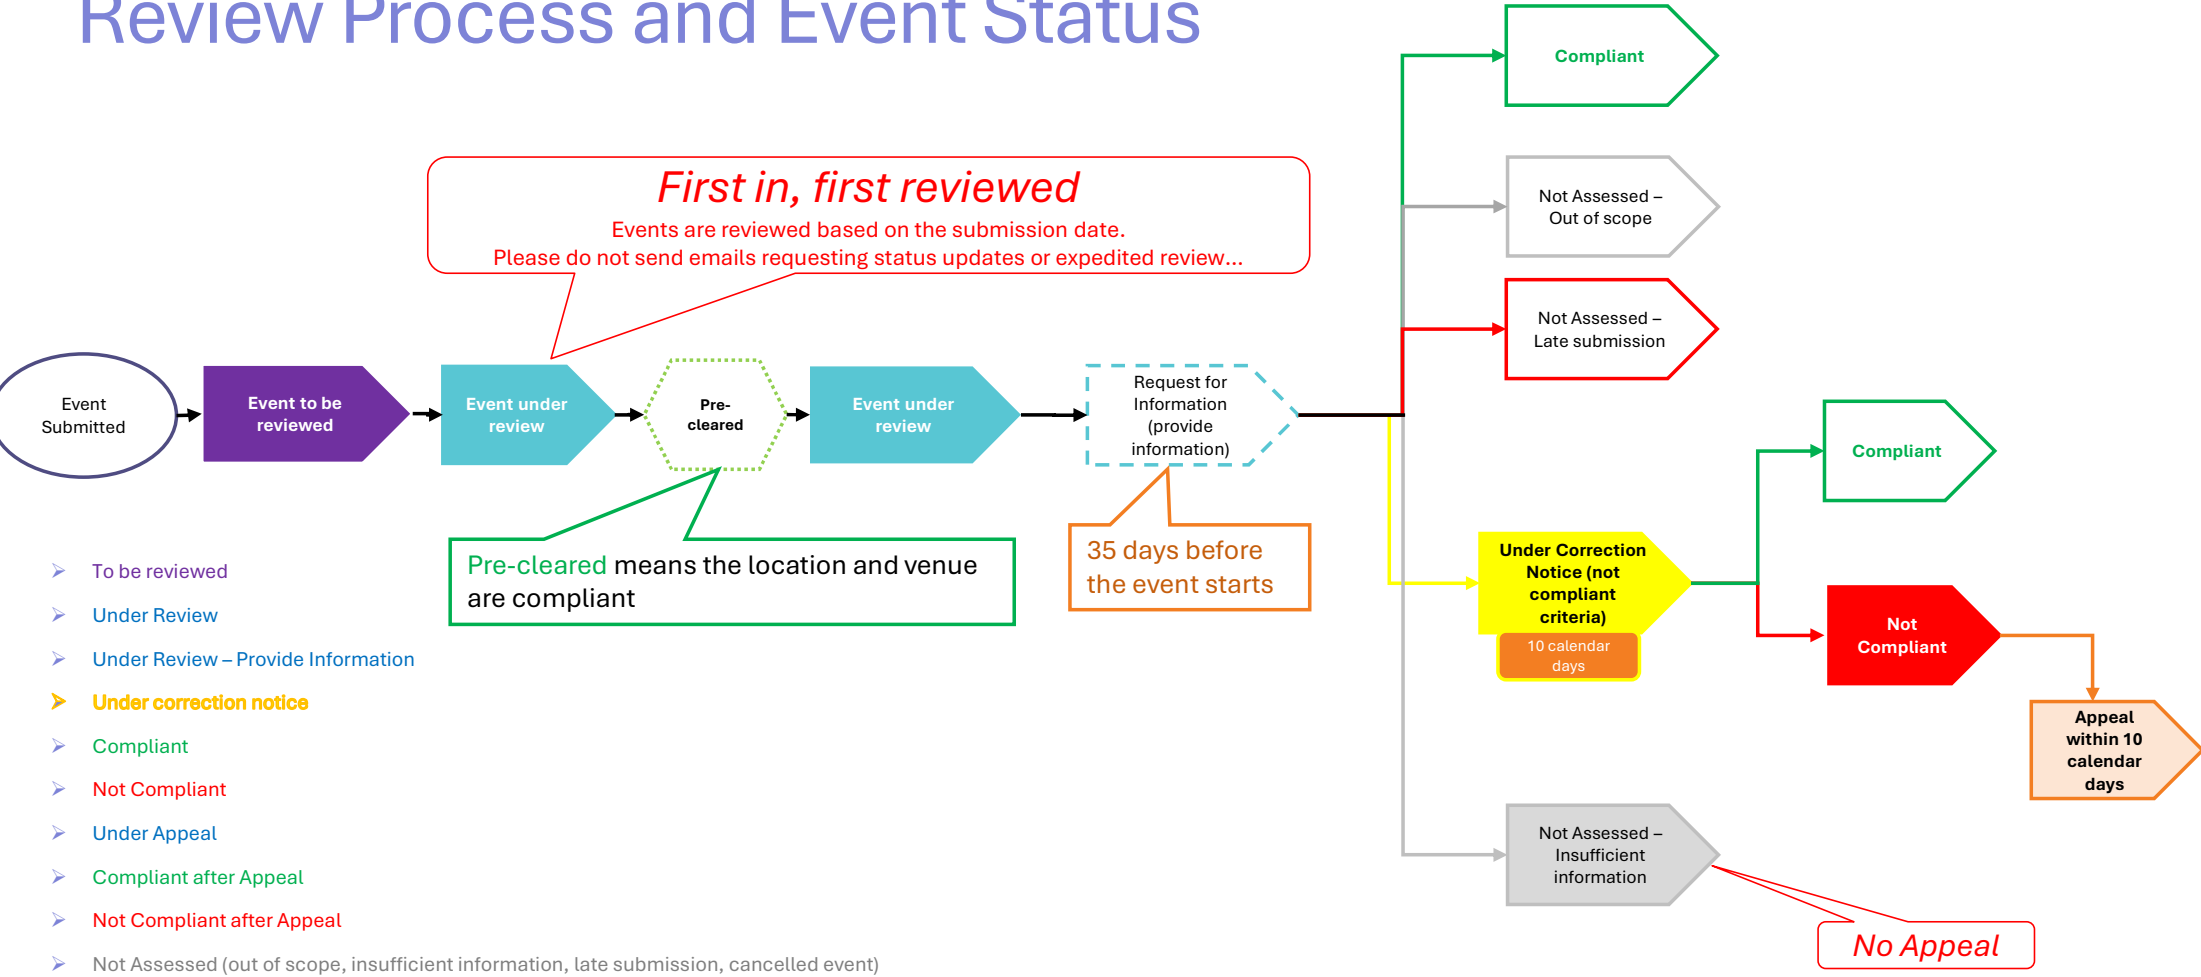 Review Process and Event Status
Compliant
First in, first reviewed
Events are reviewed based on the submission date.
Please do not send emails requesting status updates or expedited review...
Not Assessed –
Out of scope
Not Assessed –
Late submission
Event
Submitted
Event to be
reviewed
Event under
review
Pre-
cleared
Event under
review
Request for
Information
(provide
information)
Compliant
Pre-cleared means the location and venue
are compliant
35 days before
the event starts
Under Correction
Notice (not
compliant
criteria)
10 calendar
days
Not
Compliant
Appeal
within 10
calendar
days
Not Assessed –
Insufficient
information
No Appeal
To be reviewed
Under Review
Under Review – Provide Information
Under correction notice
Compliant
Not Compliant
Under Appeal
Compliant after Appeal
Not Compliant after Appeal
Not Assessed (out of scope, insufficient information, late submission, cancelled event)